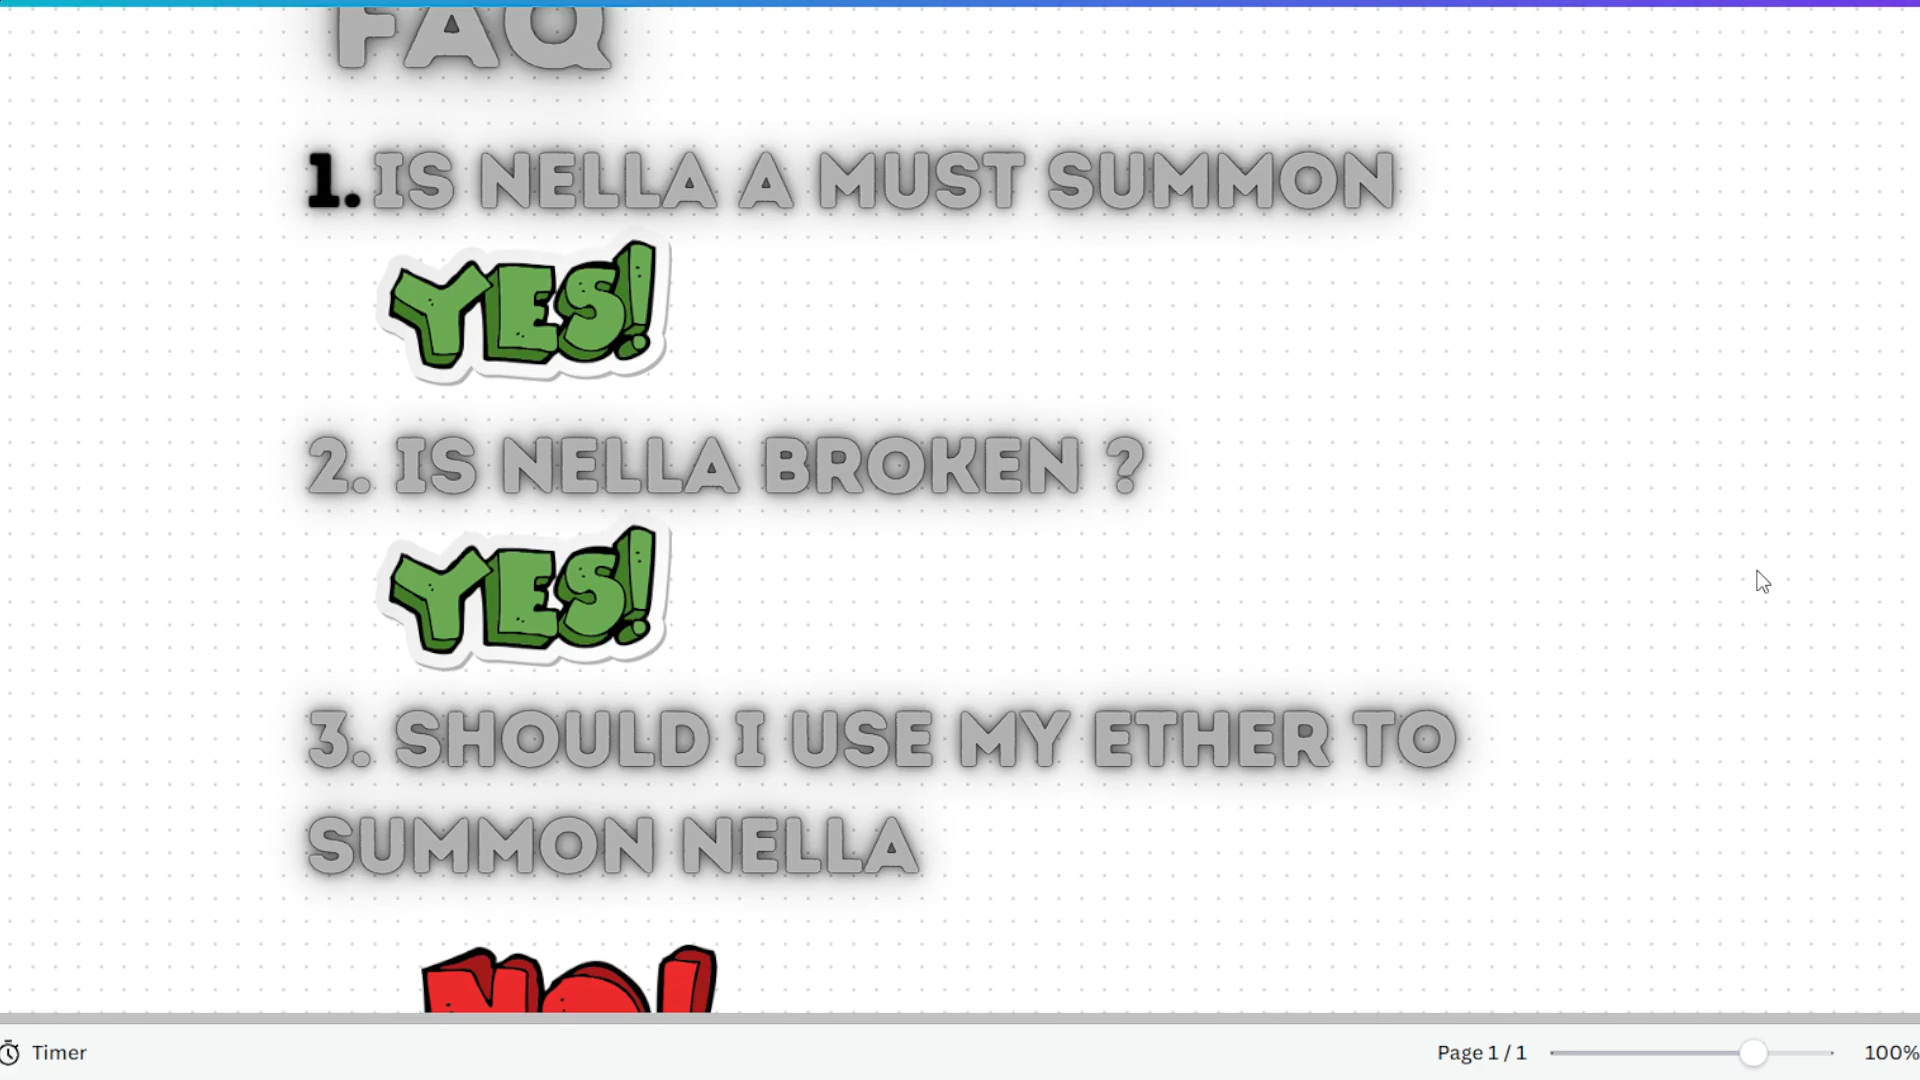 FAQ
1. IS NELLA A MUST SUMMON
YES!
2. IS NELLA BROKEN ?
YES!
3. SHOULD I USE MY ETHER TO
SUMMON NELLA
NO!
Timer
Page 1 / 1
100%